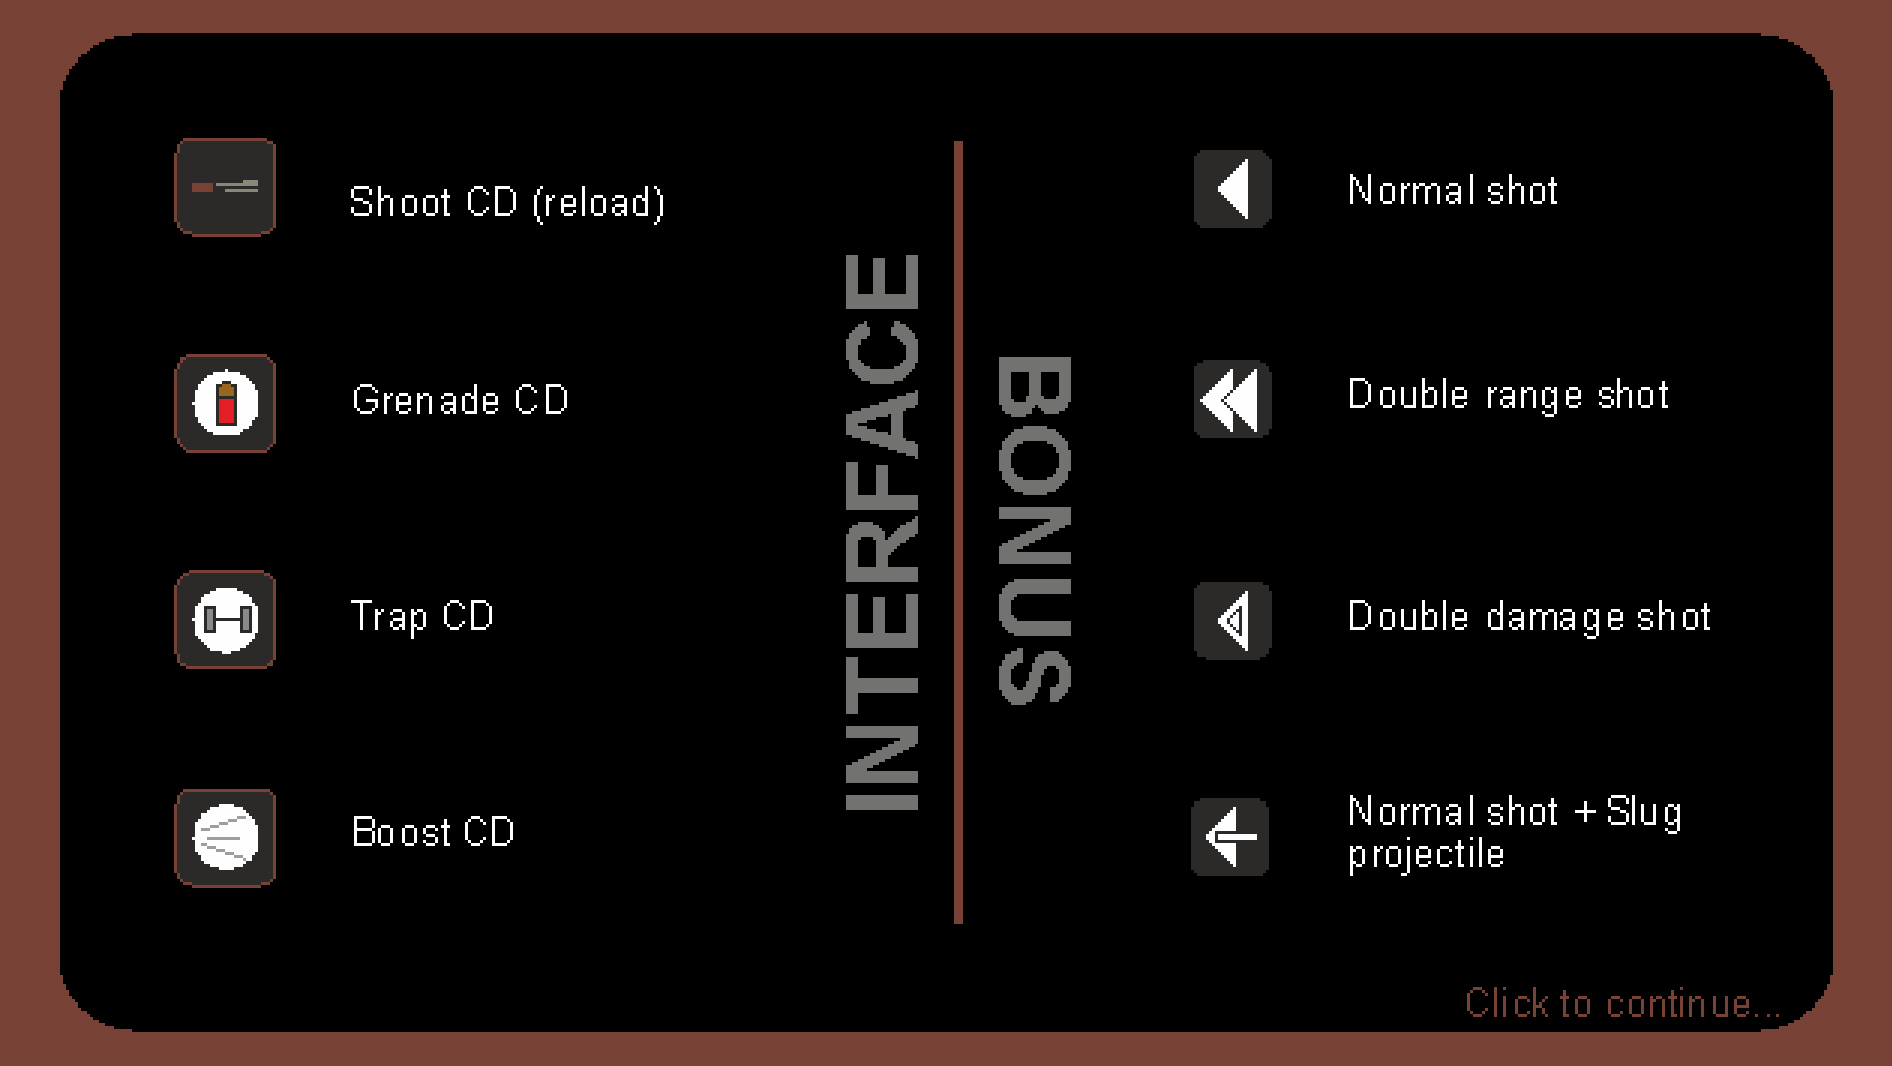 Shoot CD (reload)
Grenade CD
Trap CD
Boost CD
INTERFACE
BONUS
Normal shot
Double range shot
Double damage shot
Normal shot + Slug
projectile
Click to continue...